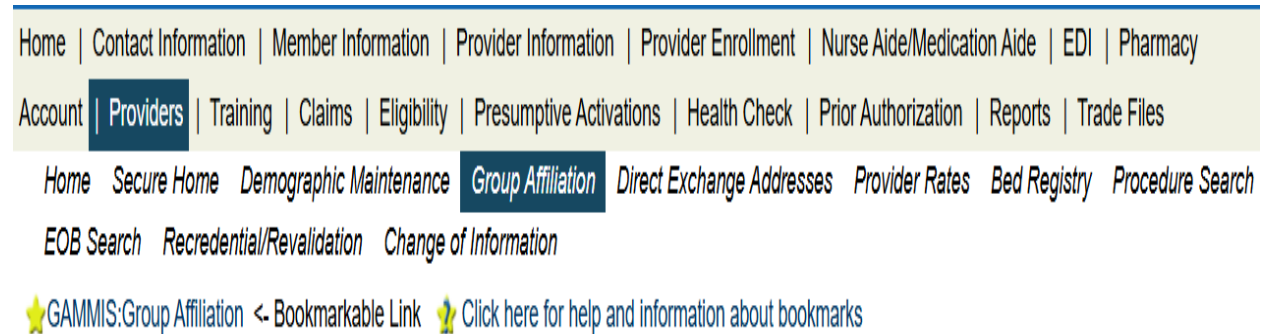 Home | Contact Information | Member Information | Provider Information | Provider Enrollment | Nurse Aide/Medication Aide | EDI | Pharmacy
Account | Providers | Training | Claims | Eligibility | Presumptive Activations | Health Check | Prior Authorization | Reports | Trade Files
Home Secure Home Demographic Maintenance Group Affiliation Direct Exchange Addresses Provider Rates Bed Registry Procedure Search
EOB Search Recredential/Revalidation Change of Information
GAMMIS:Group Affiliation <- Bookmarkable Link ? Click here for help and information about bookmarks